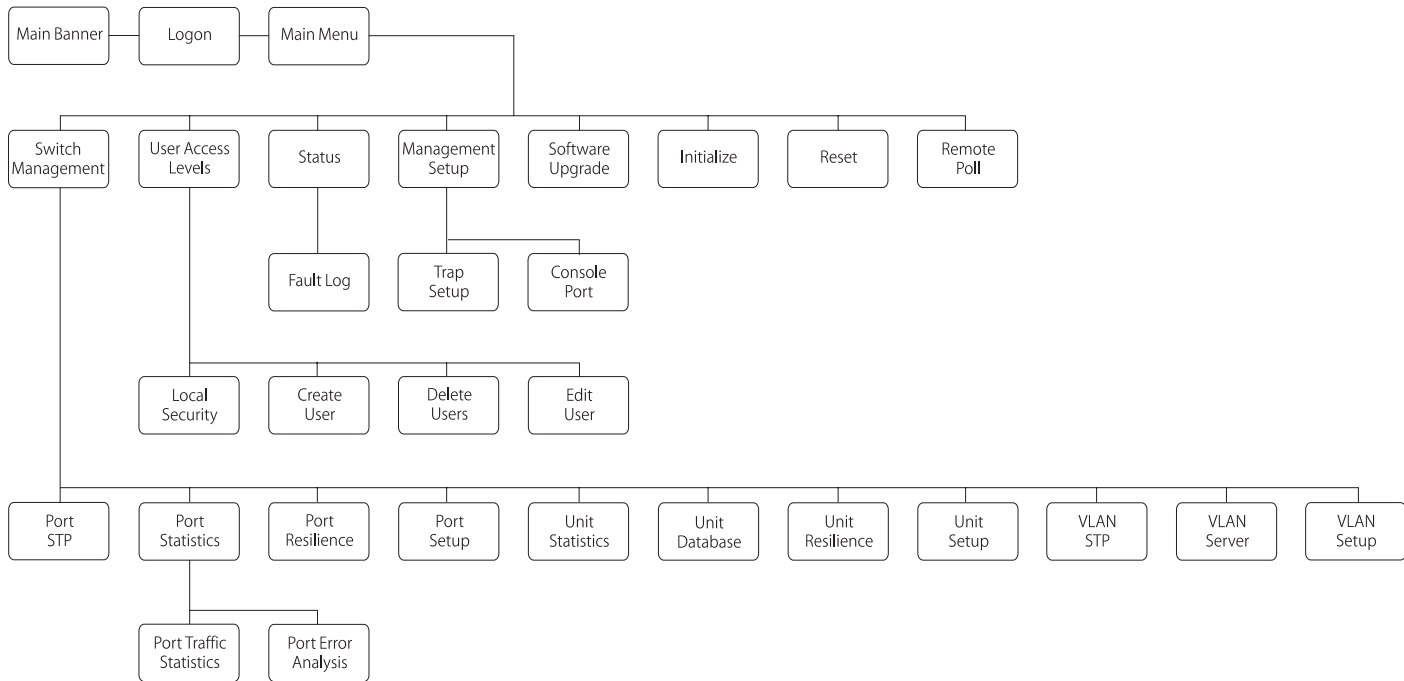 Main Banner
Logon
Main Menu
Switch
Management
User Access
Levels
Status
Management
Setup
Software
Upgrade
Initialize
Reset
Remote
Poll
Fault Log
Trap
Setup
Console
Port
Local
Security
Create
User
Delete
Users
Edit
User
Port
STP
Port
Statistics
Port
Resilience
Port
Setup
Unit
Statistics
Unit
Database
Unit
Resilience
Unit
Setup
VLAN
STP
VLAN
Server
VLAN
Setup
Port Traffic
Statistics
Port Error
Analysis